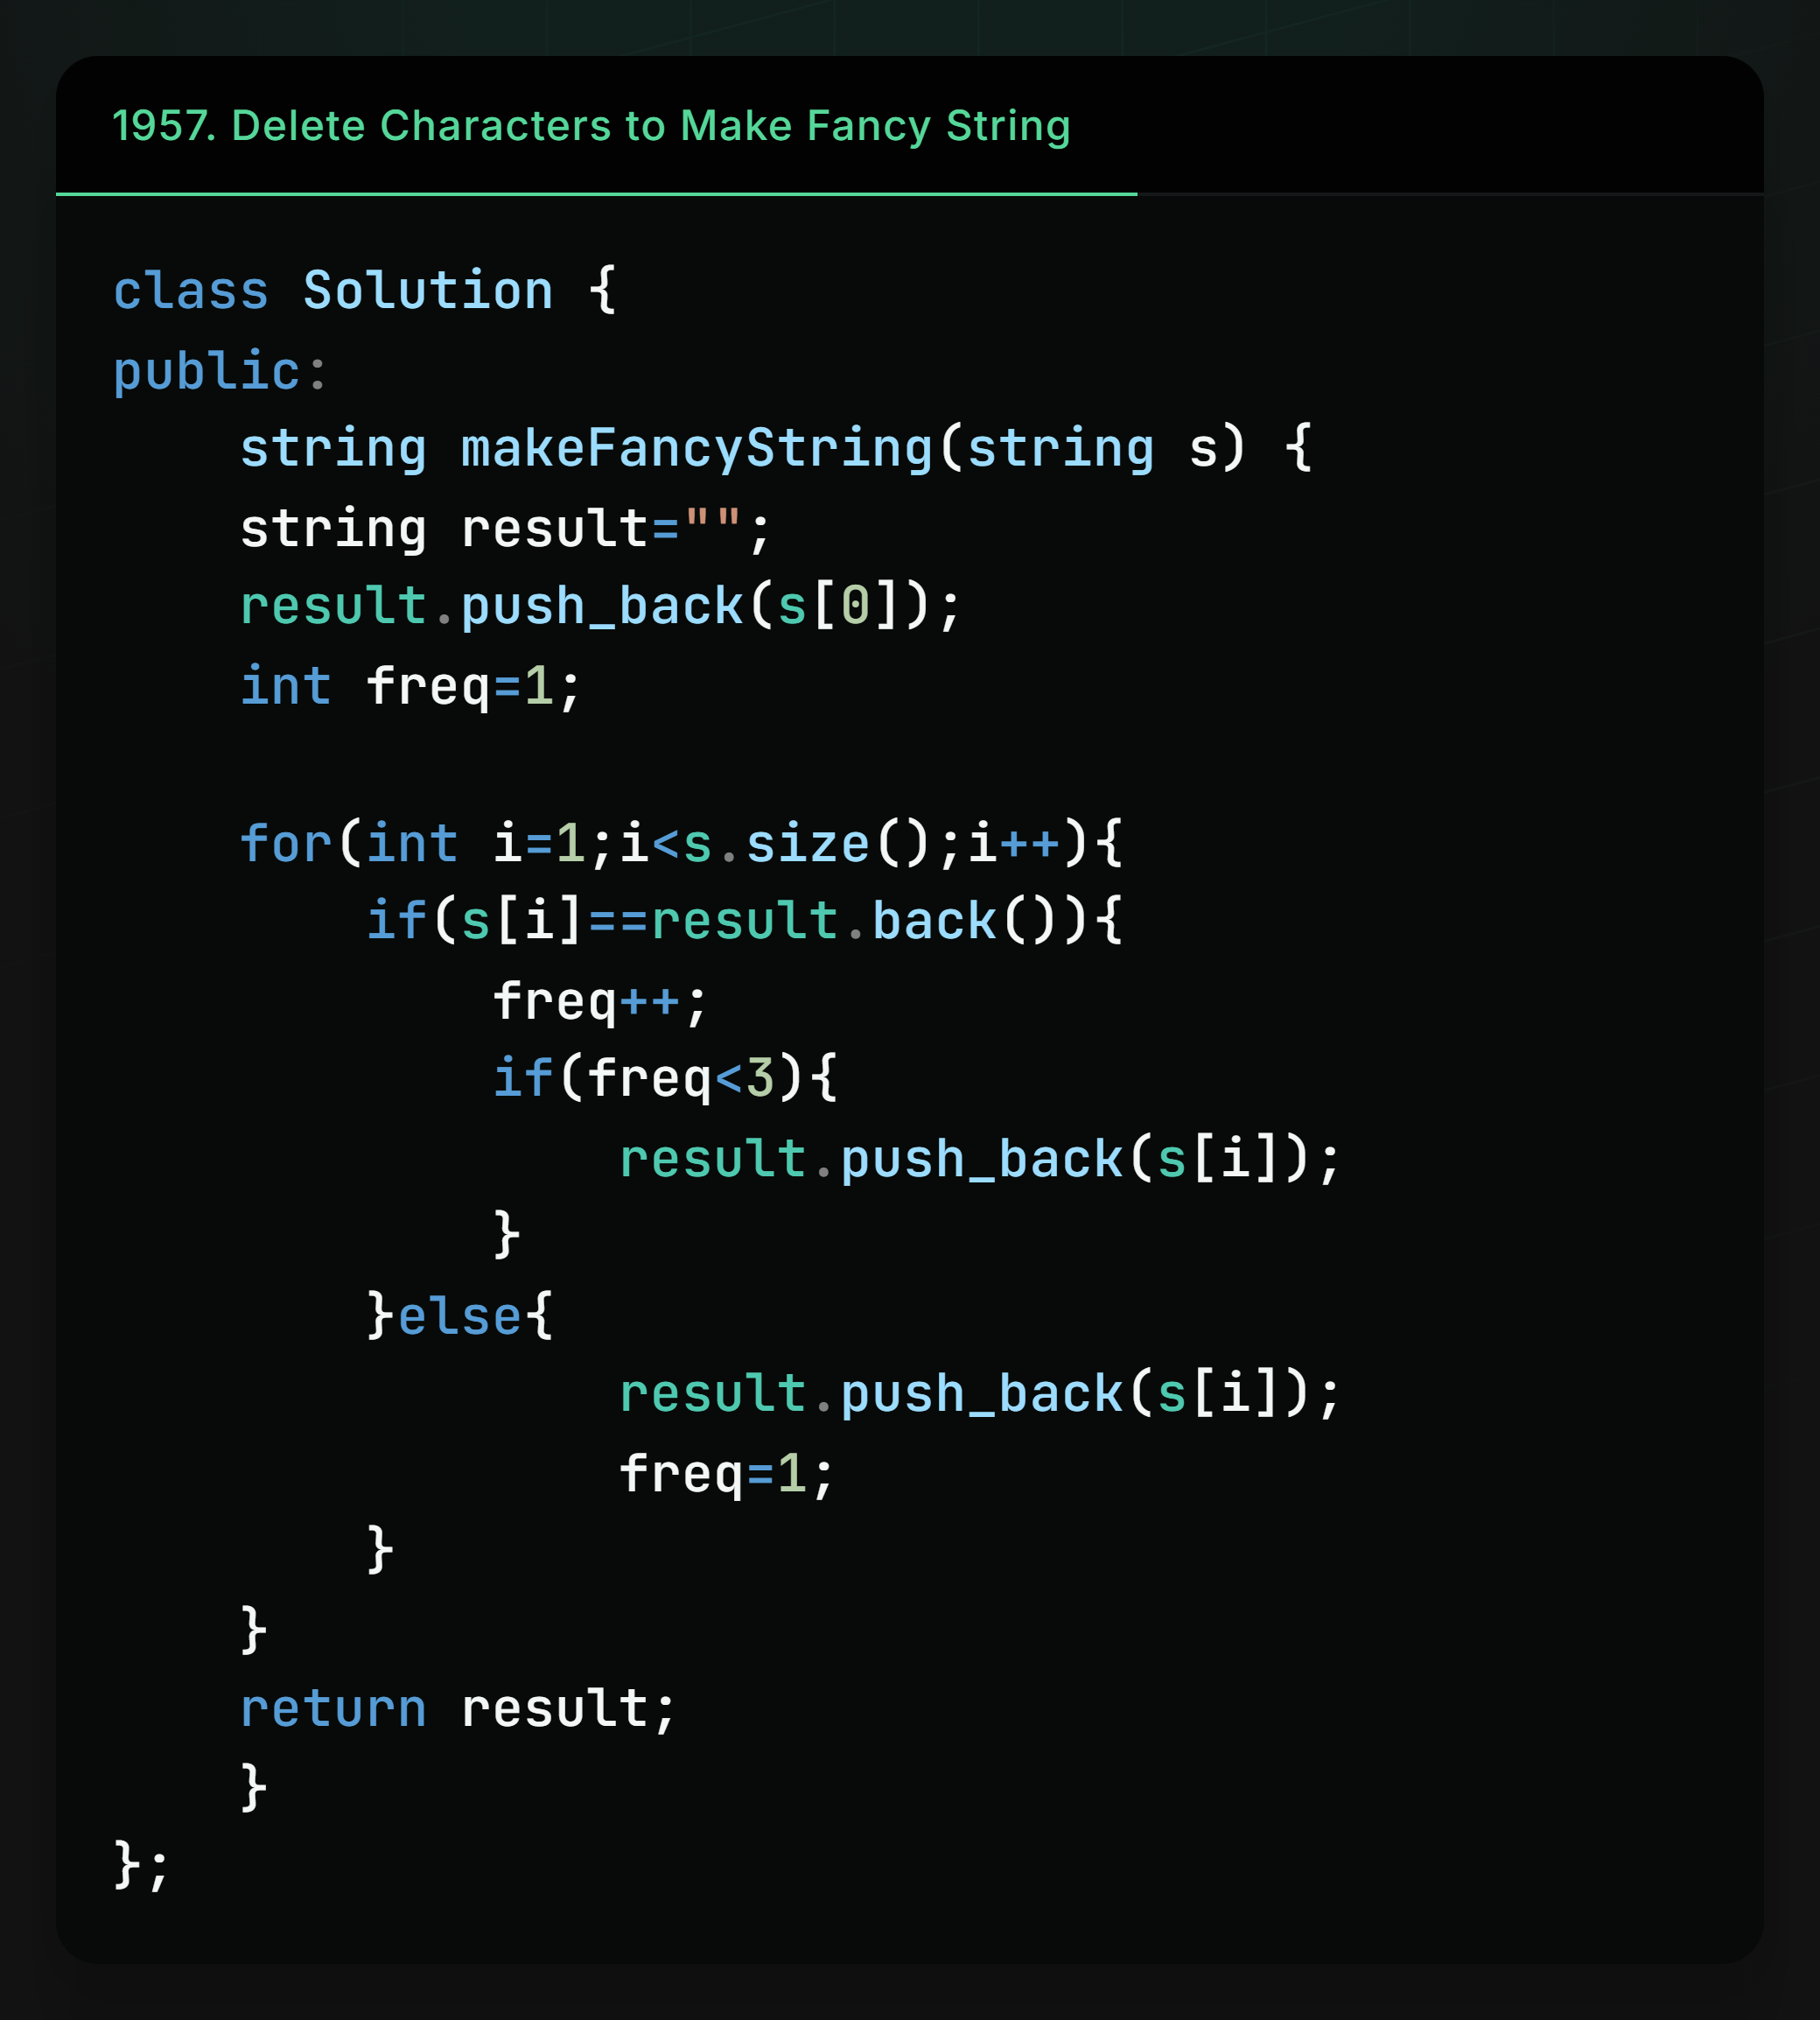 1957. Delete Characters to Make Fancy String
class Solution {
public:
    string makeFancyString(string s) {
    string result="";
    result.push_back(s[0]);
    int freq=1;

    for(int i=1;i<s.size();i++){
        if(s[i]==result.back()){
            freq++;
            if(freq<3){
                result.push_back(s[i]);
            }
        }else{
                result.push_back(s[i]);
                freq=1;
        }
    }
    return result;
    }
};